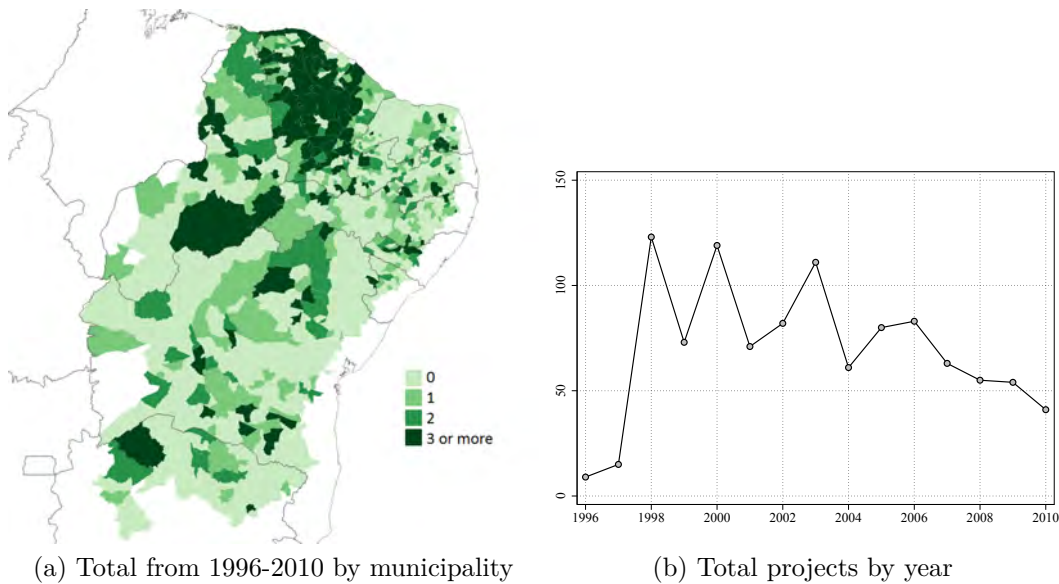 0
1
2
3 or more
(a) Total from 1996-2010 by municipality
150
100
50
0
1996 1998 2000 2002 2004 2006 2008 2010
(b) Total projects by year